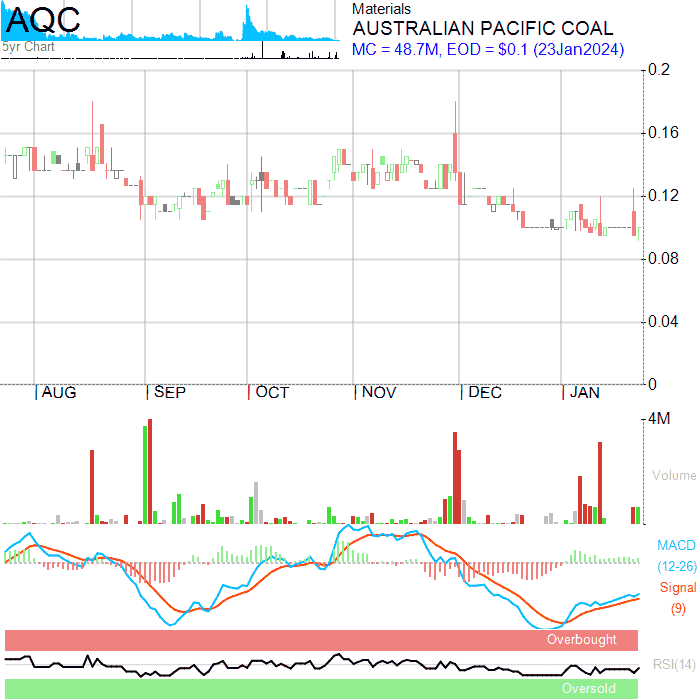 AQC
5yr Chart
Materials
AUSTRALIAN PACIFIC COAL
MC = 48.7M, EOD = $0.1 (23Jan2024)
0.2
0.16
0.12
0.08
0.04
0
AUG SEP OCT NOV DEC JAN
4M
Volume
MACD
(12-26)
Signal
(9)
Overbought
RSI(14)
Oversold